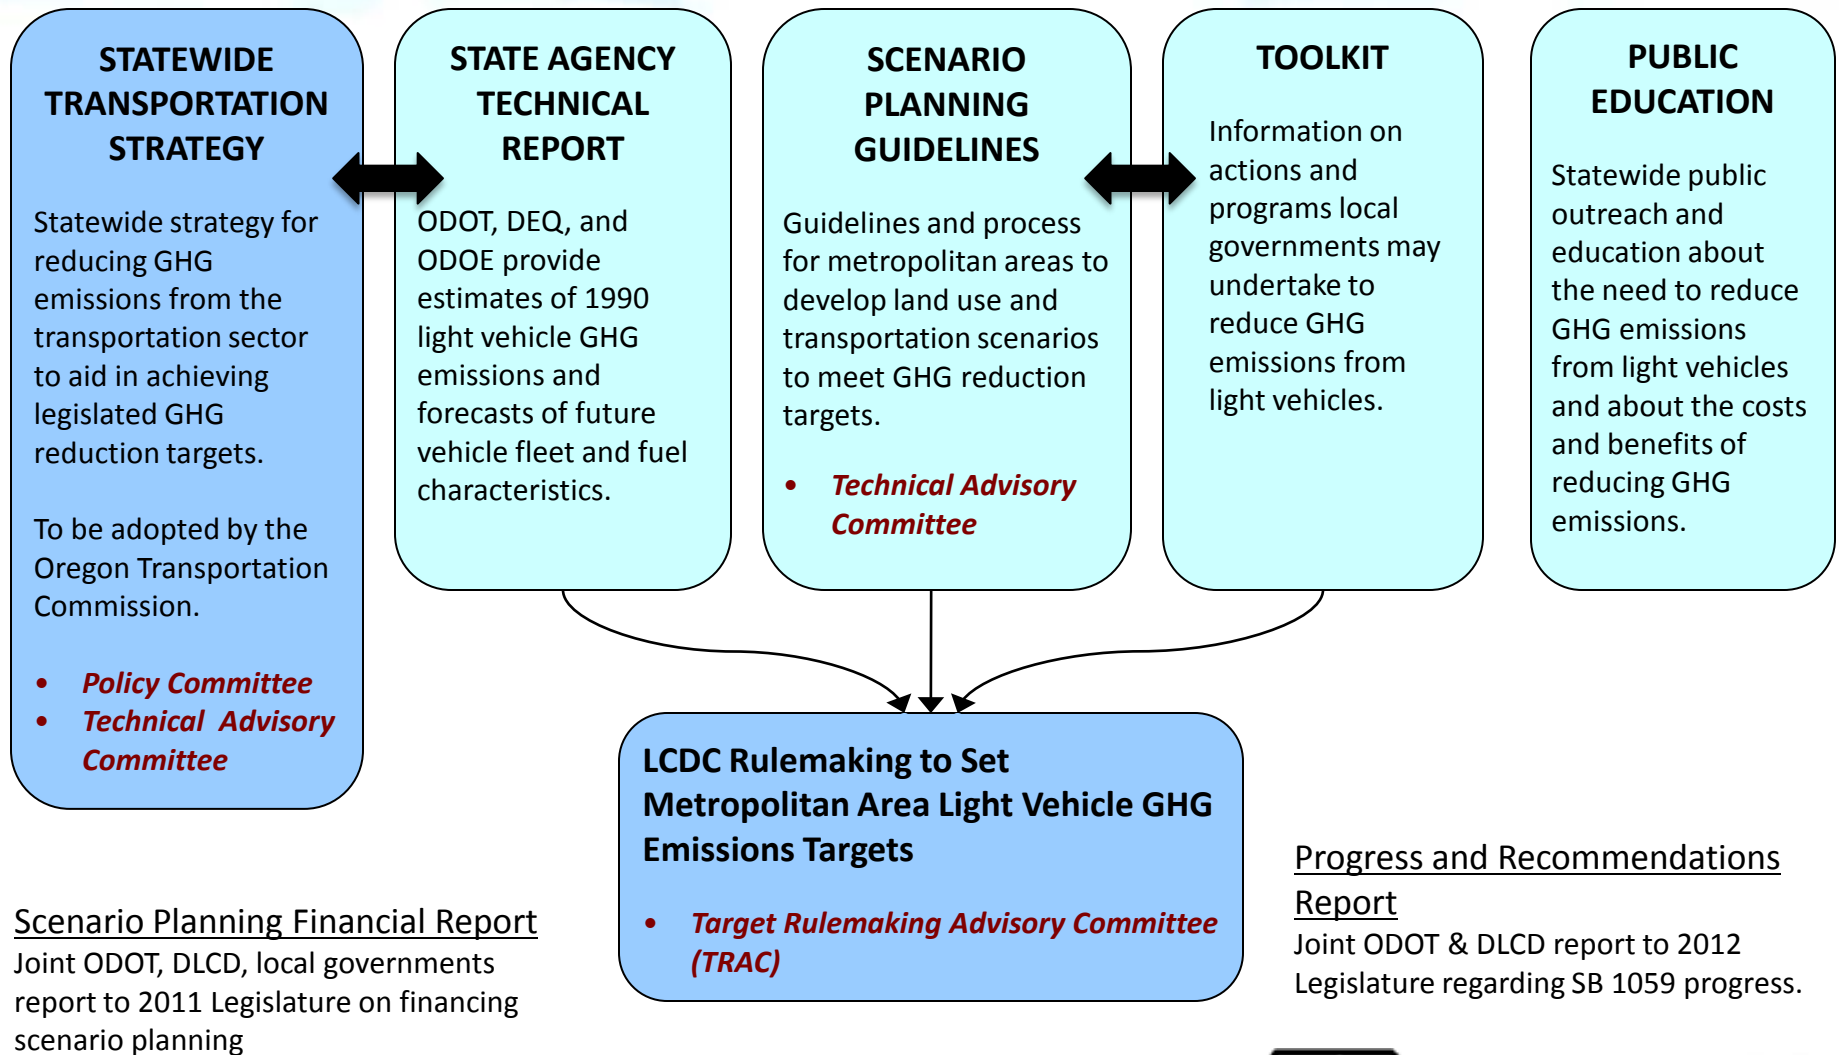 STATEWIDE
TRANSPORTATION
STRATEGY
Statewide strategy for
reducing GHG
emissions from the
transportation sector
to aid in achieving
legislated GHG
reduction targets.
To be adopted by the
Oregon Transportation
Commission.
• Policy Committee
• Technical Advisory
Committee
STATE AGENCY
TECHNICAL
REPORT
ODOT, DEQ, and
ODOE provide
estimates of 1990
light vehicle GHG
emissions and
forecasts of future
vehicle fleet and fuel
characteristics.
SCENARIO
PLANNING
GUIDELINES
Guidelines and process
for metropolitan areas to
develop land use and
transportation scenarios
to meet GHG reduction
targets.
• Technical Advisory
Committee
TOOLKIT
Information on
actions and
programs local
governments may
undertake to
reduce GHG
emissions from
light vehicles.
PUBLIC
EDUCATION
Statewide public
outreach and
education about
the need to reduce
GHG emissions
from light vehicles
and about the costs
and benefits of
reducing GHG
emissions.
LCDC Rulemaking to Set
Metropolitan Area Light Vehicle GHG
Emissions Targets
• Target Rulemaking Advisory Committee
(TRAC)
Scenario Planning Financial Report
Joint ODOT, DLCD, local governments
report to 2011 Legislature on financing
scenario planning
Progress and Recommendations
Report
Joint ODOT & DLCD report to 2012
Legislature regarding SB 1059 progress.